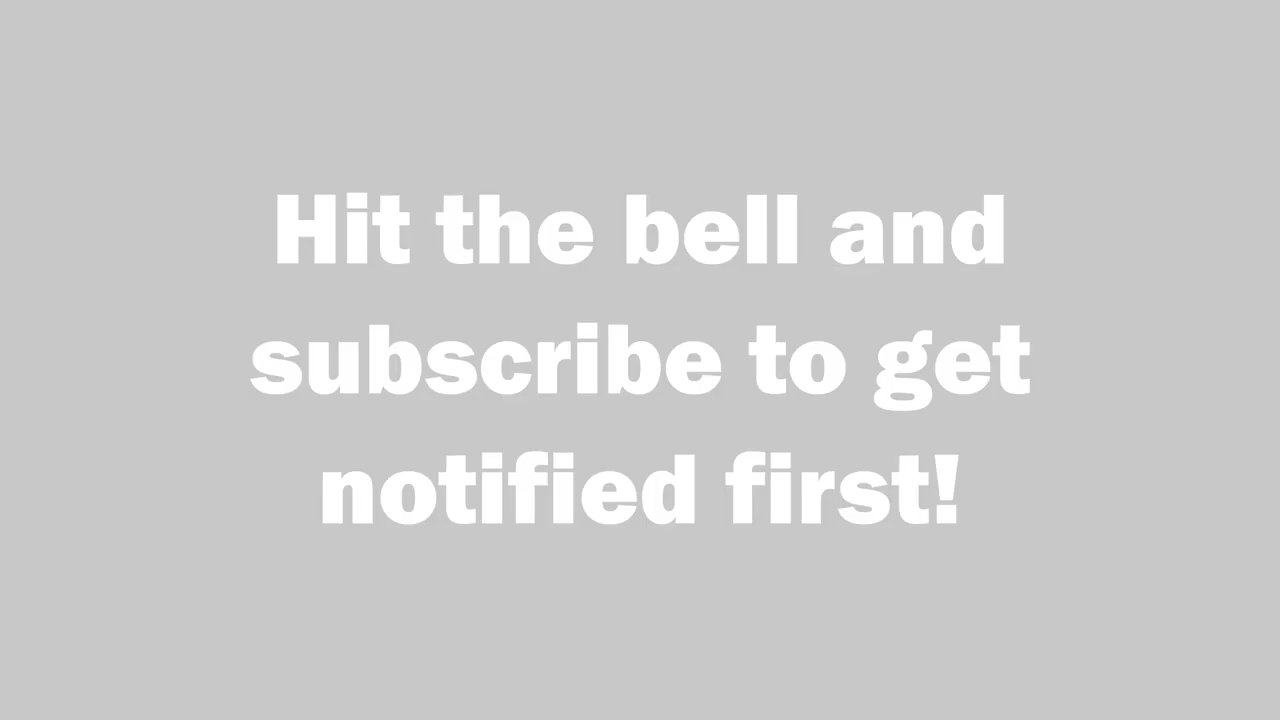 Hit the bell and
subscribe to get
notified first!